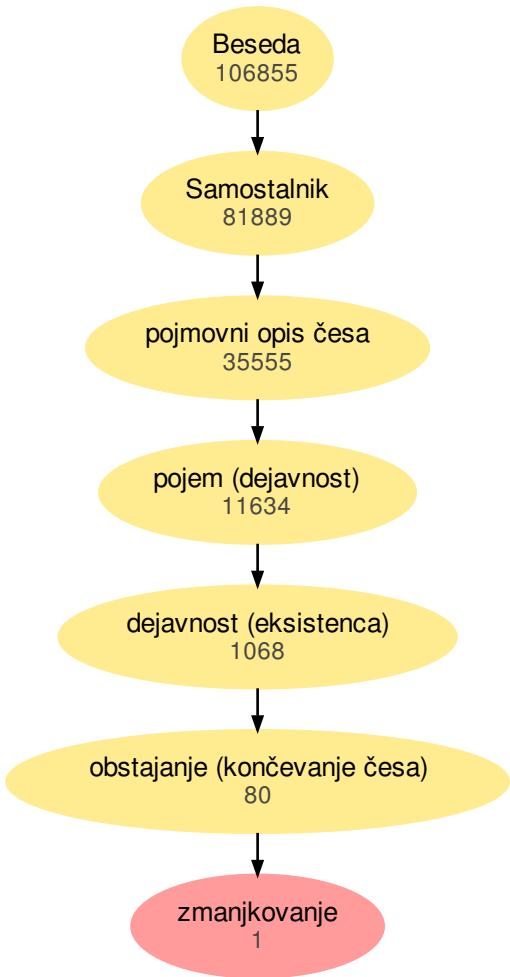 Beseda
106855
Samostalnik
81889
pojmovni opis česa
35555
pojem (dejavnost)
11634
dejavnost (eksistenca)
1068
obstajanje (končevanje česa)
80
zmanjkovanje
1